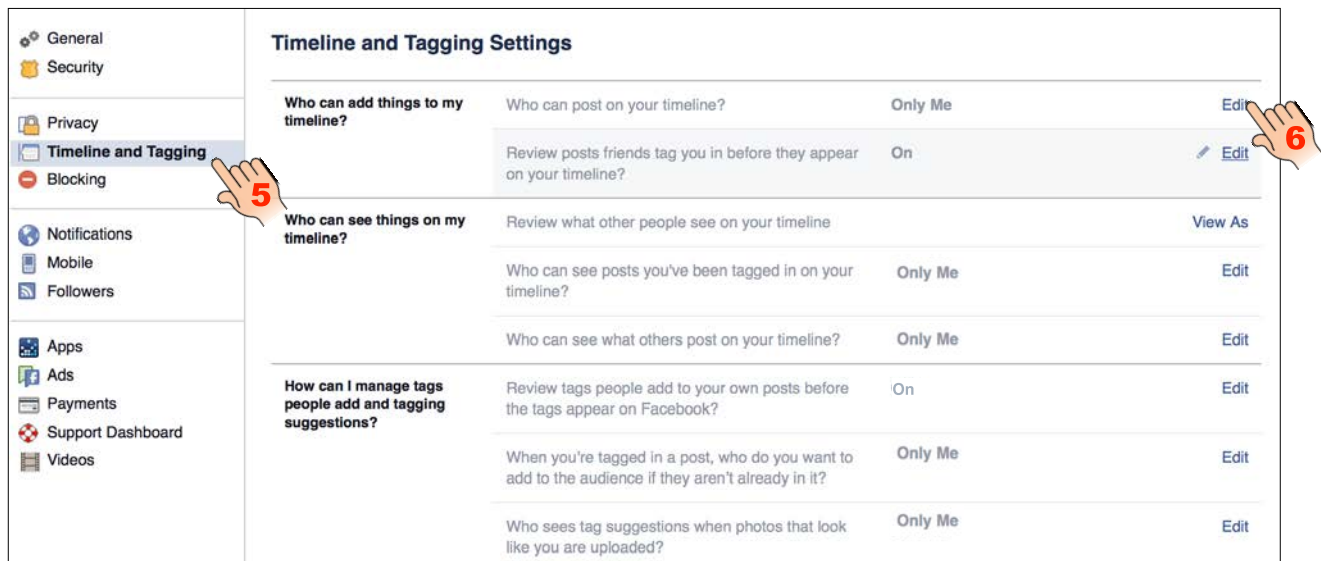 General
Security
Privacy
Timeline and Tagging
Blocking
5
Notifications
Mobile
Followers
Apps
Ads
Payments
Support Dashboard
Videos
Timeline and Tagging Settings
Who can add things to my
timeline?
Who can post on your timeline? Only Me Edit
6
Review posts friends tag you in before they appear On Edit
on your timeline?
Who can see things on my
timeline?
Review what other people see on your timeline View As
Who can see posts you've been tagged in on your Only Me Edit
timeline?
Who can see what others post on your timeline? Only Me Edit
How can I manage tags
people add and tagging
suggestions?
Review tags people add to your own posts before On Edit
the tags appear on Facebook?
When you're tagged in a post, who do you want to Only Me Edit
add to the audience if they aren't already in it?
Who sees tag suggestions when photos that look Only Me Edit
like you are uploaded?